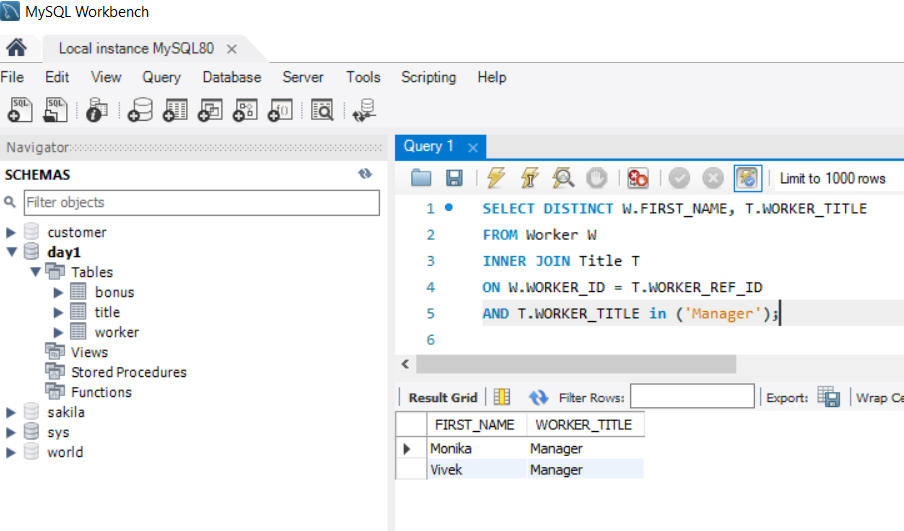 MySQL Workbench
Local instance MySQL80
File Edit View Query Database Server Tools Scripting Help
Navigator
SCHEMAS
Filter objects
customer
day1
Tables
bonus
title
worker
Views
Stored Procedures
Functions
sakila
sys
world
Query 1
Limit to 1000 rows
1 SELECT DISTINCT W.FIRST_NAME, T.WORKER_TITLE
2 FROM Worker W
3 INNER JOIN Title T
4 ON W.WORKER_ID = T.WORKER_REF_ID
5 AND T.WORKER_TITLE in ('Manager');
6
Result Grid Filter Rows: Export: Wrap Ce
FIRST_NAME WORKER_TITLE
Monika Manager
Vivek Manager